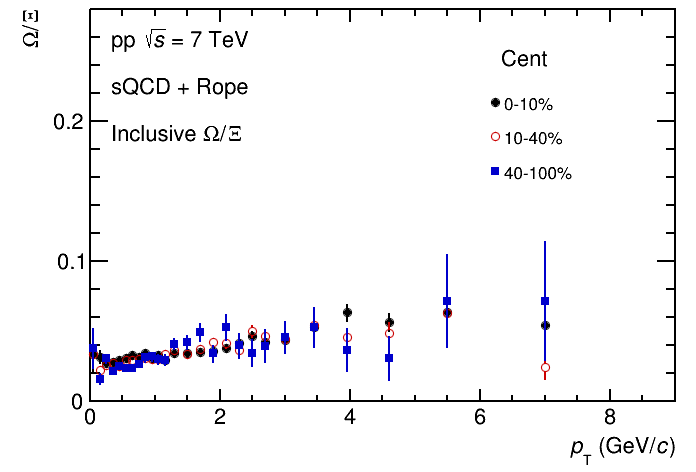 Ω/Ξ
pp √s = 7 TeV
sQCD + Rope
Inclusive Ω/Ξ
Cent
0-10%
10-40%
40-100%
0.2
0.1
0
0 2 4 6 8
p_T (GeV/c)